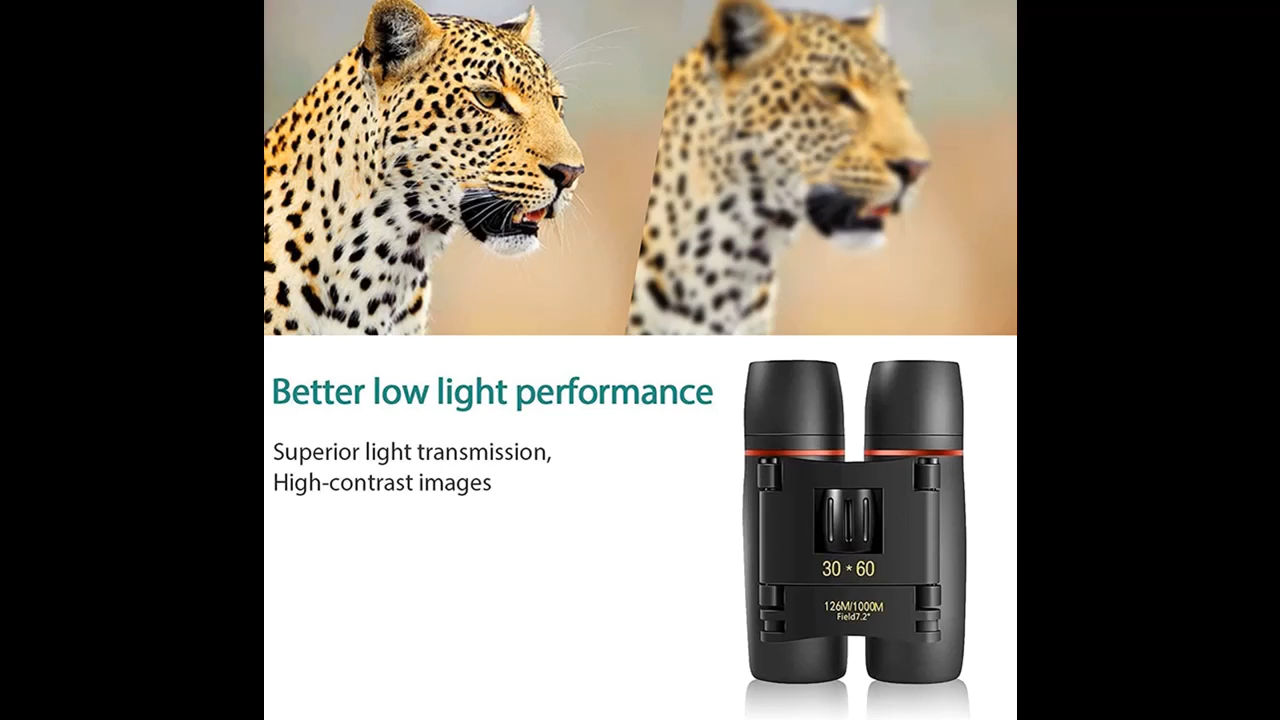 Better low light performance
Superior light transmission,
High-contrast images
30 * 60
126M/1000M
Field7.2°